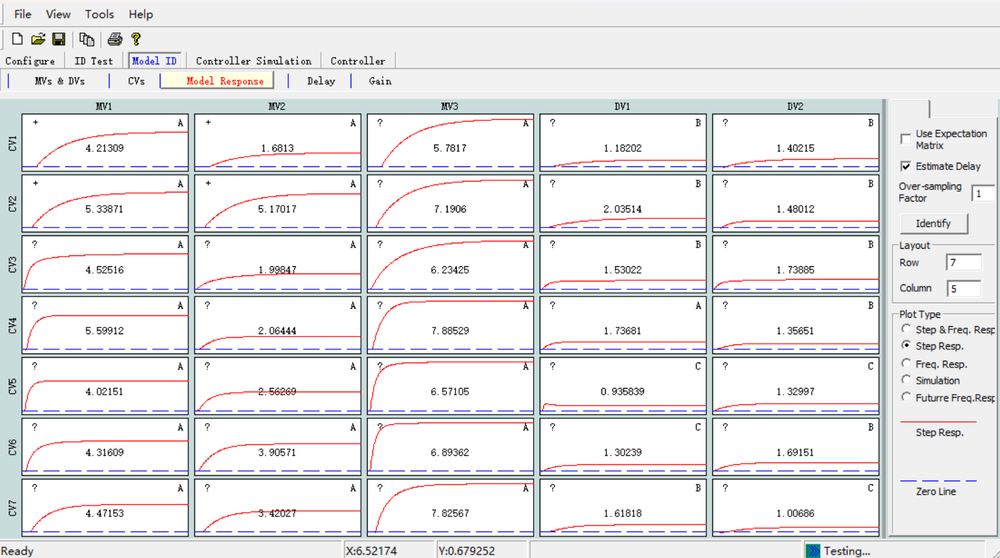 File View Tools Help
Configure ID Test Model ID Controller Simulation Controller
MVs & DVs CVs Model Response Delay Gain
MV1 MV2 MV3 DV1 DV2
CV1
+ A + A ? A ? B ? B
4.21309 1.6813 5.7817 1.18202 1.40215
CV2
+ A + A ? A ? B ? B
5.33871 5.17017 7.1906 2.03514 1.48012
CV3
? A ? A ? A ? B ? B
4.52516 1.99847 6.23425 1.53022 1.73885
CV4
? A ? A ? A ? A ? B
5.59912 2.06444 7.88529 1.73681 1.35651
CV5
? A ? A ? A ? C ? C
4.02151 2.56269 6.57105 0.935839 1.32997
CV6
? A ? A ? A ? C ? B
4.31609 3.90571 6.89362 1.30239 1.69151
CV7
? A ? A ? A ? B ? C
4.47153 3.42027 7.82567 1.61818 1.00686
Use Expectation
Matrix
Estimate Delay
Over-sampling
Factor 1
Identify
Layout
Row 7
Column 5
Plot Type
Step & Freq. Resp
Step Resp.
Freq. Resp.
Simulation
Futurre Freq.Resp
Step Resp.
Zero Line
Ready X:6.52174 Y:0.679252 Testing...